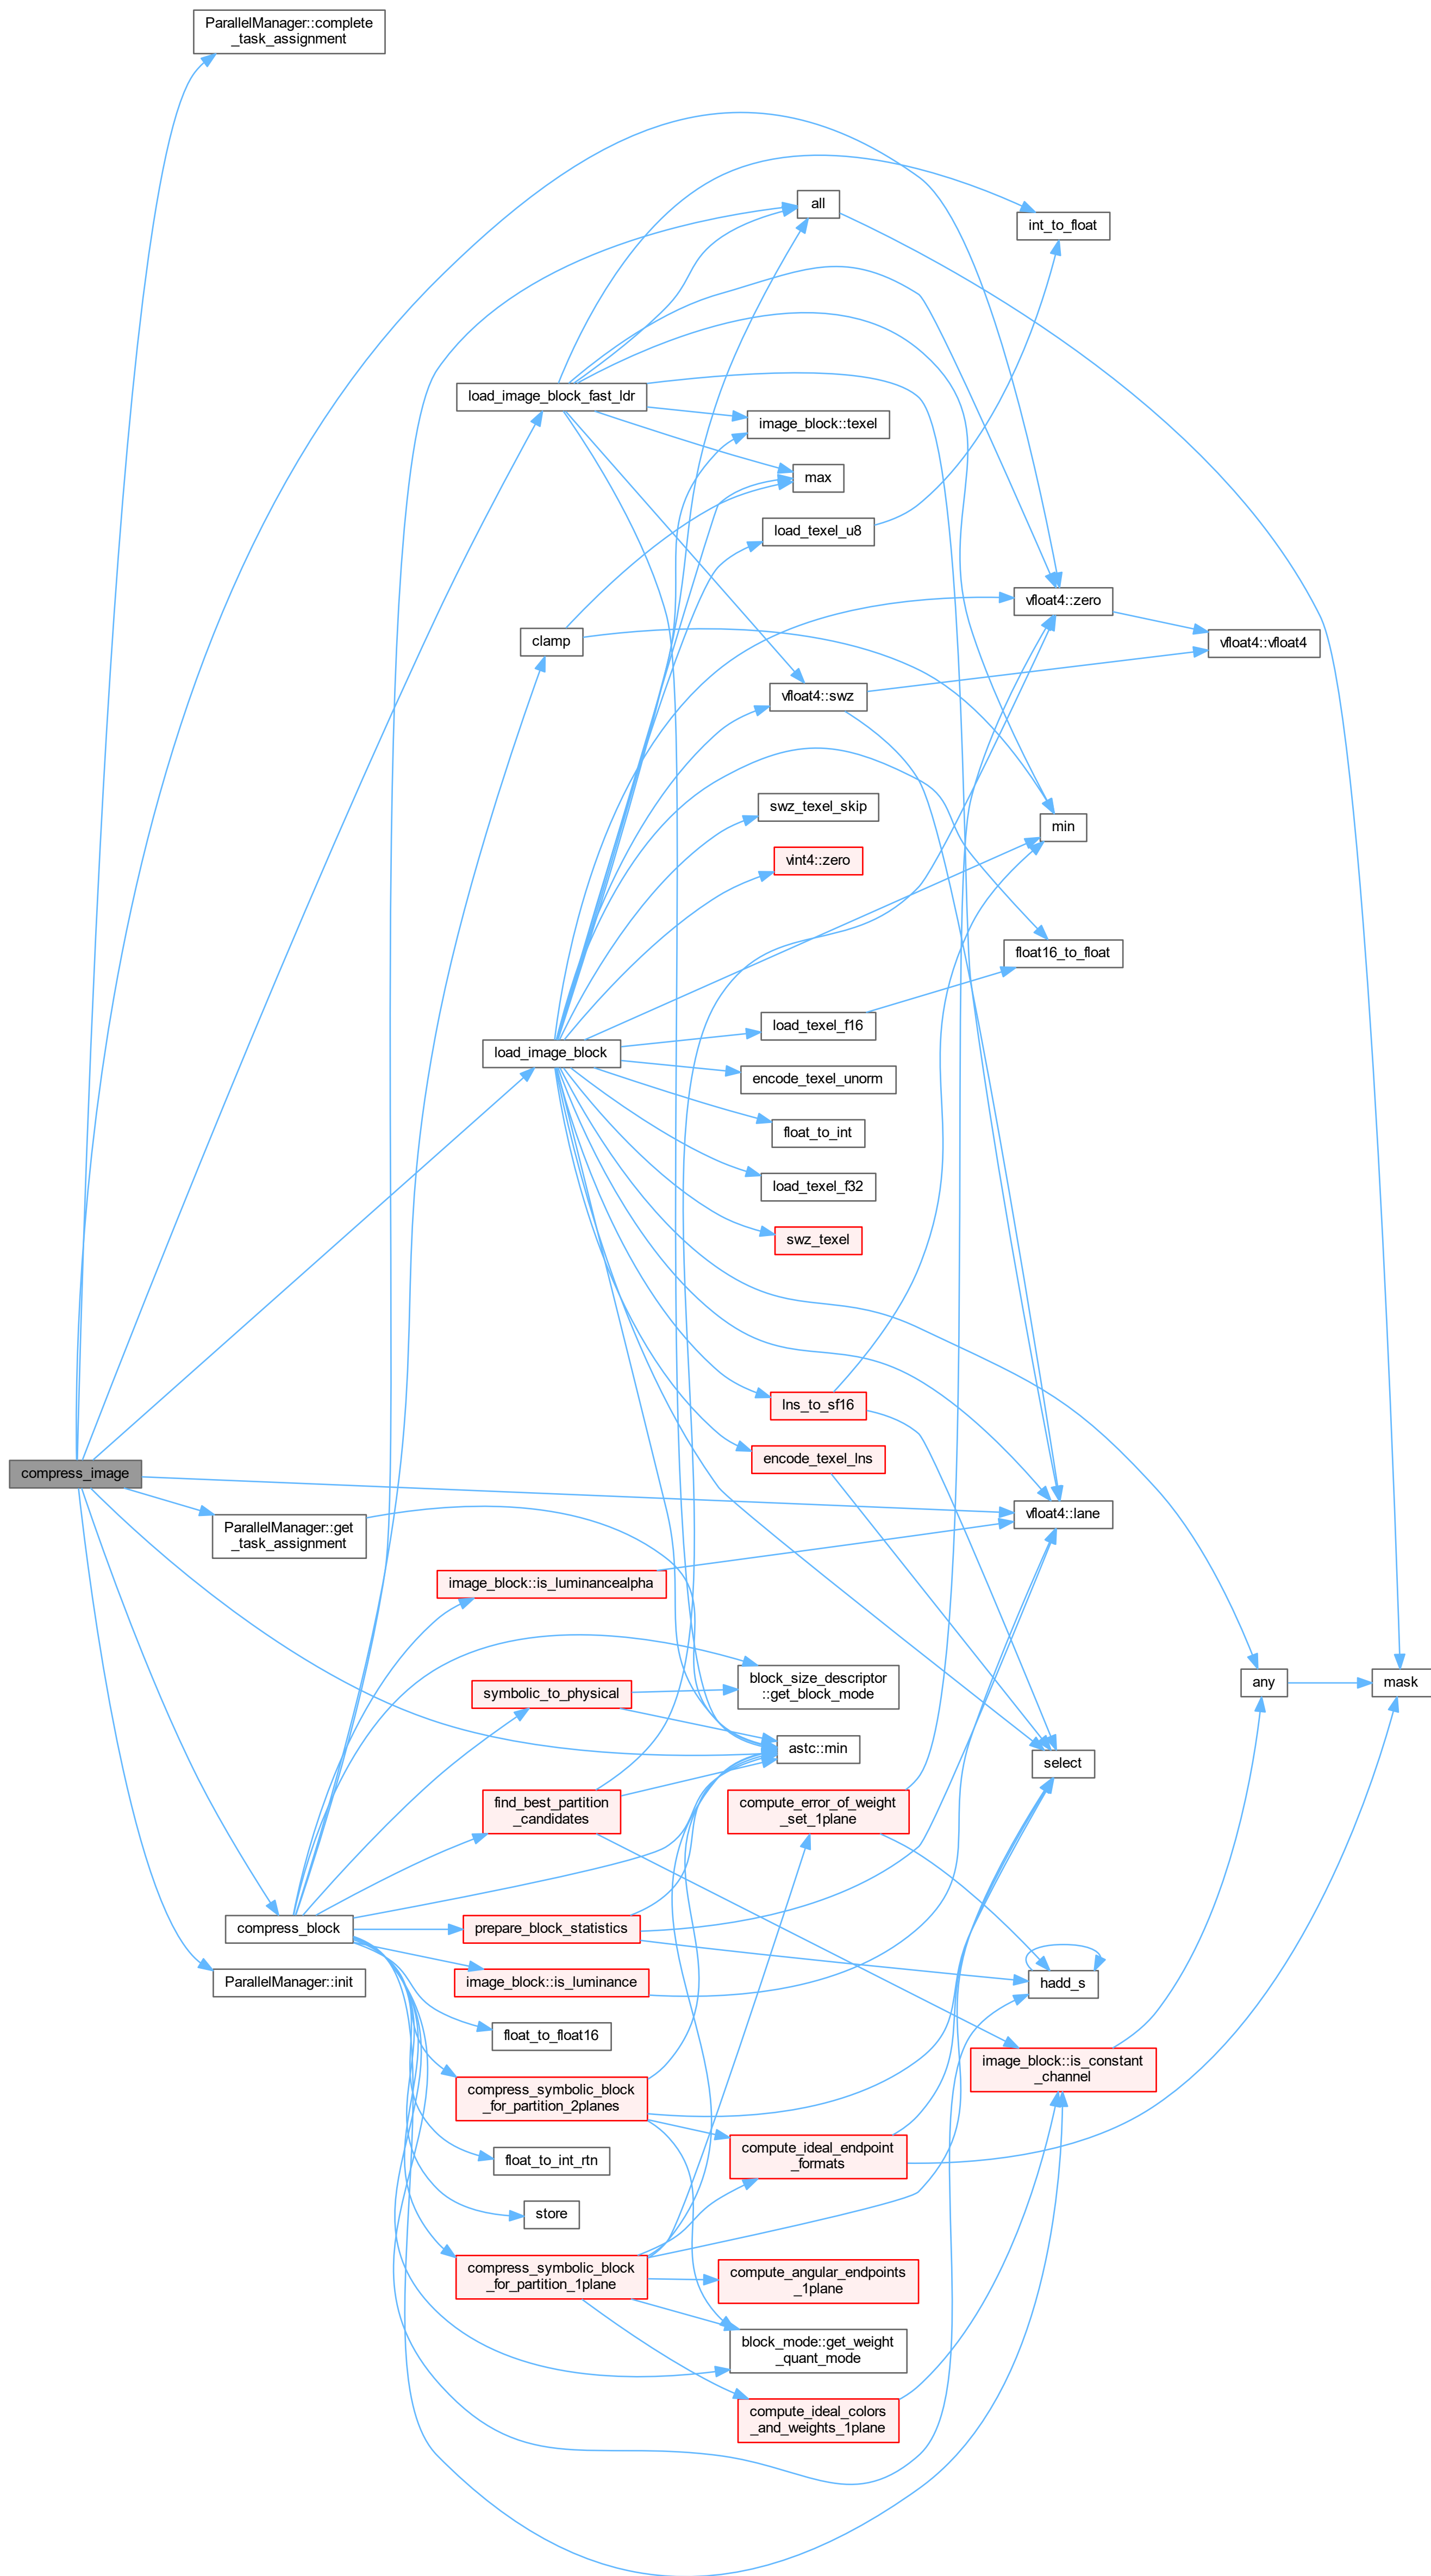 ParallelManager::complete
_task_assignment
all
int_to_float
load_image_block_fast_ldr
image_block::texel
max
load_texel_u8
vfloat4::zero
clamp
vfloat4::vfloat4
vfloat4::swz
swz_texel_skip
min
vint4::zero
float16_to_float
load_texel_f16
load_image_block
encode_texel_unorm
float_to_int
load_texel_f32
swz_texel
lns_to_sf16
encode_texel_lns
compress_image
vfloat4::lane
ParallelManager::get
_task_assignment
image_block::is_luminancealpha
block_size_descriptor
::get_block_mode
symbolic_to_physical
any
mask
astc::min
select
find_best_partition
_candidates
compute_error_of_weight
_set_1plane
compress_block
prepare_block_statistics
ParallelManager::init
image_block::is_luminance
hadd_s
float_to_float16
image_block::is_constant
_channel
compress_symbolic_block
_for_partition_2planes
compute_ideal_endpoint
_formats
float_to_int_rtn
store
compress_symbolic_block
_for_partition_1plane
compute_angular_endpoints
_1plane
block_mode::get_weight
_quant_mode
compute_ideal_colors
_and_weights_1plane